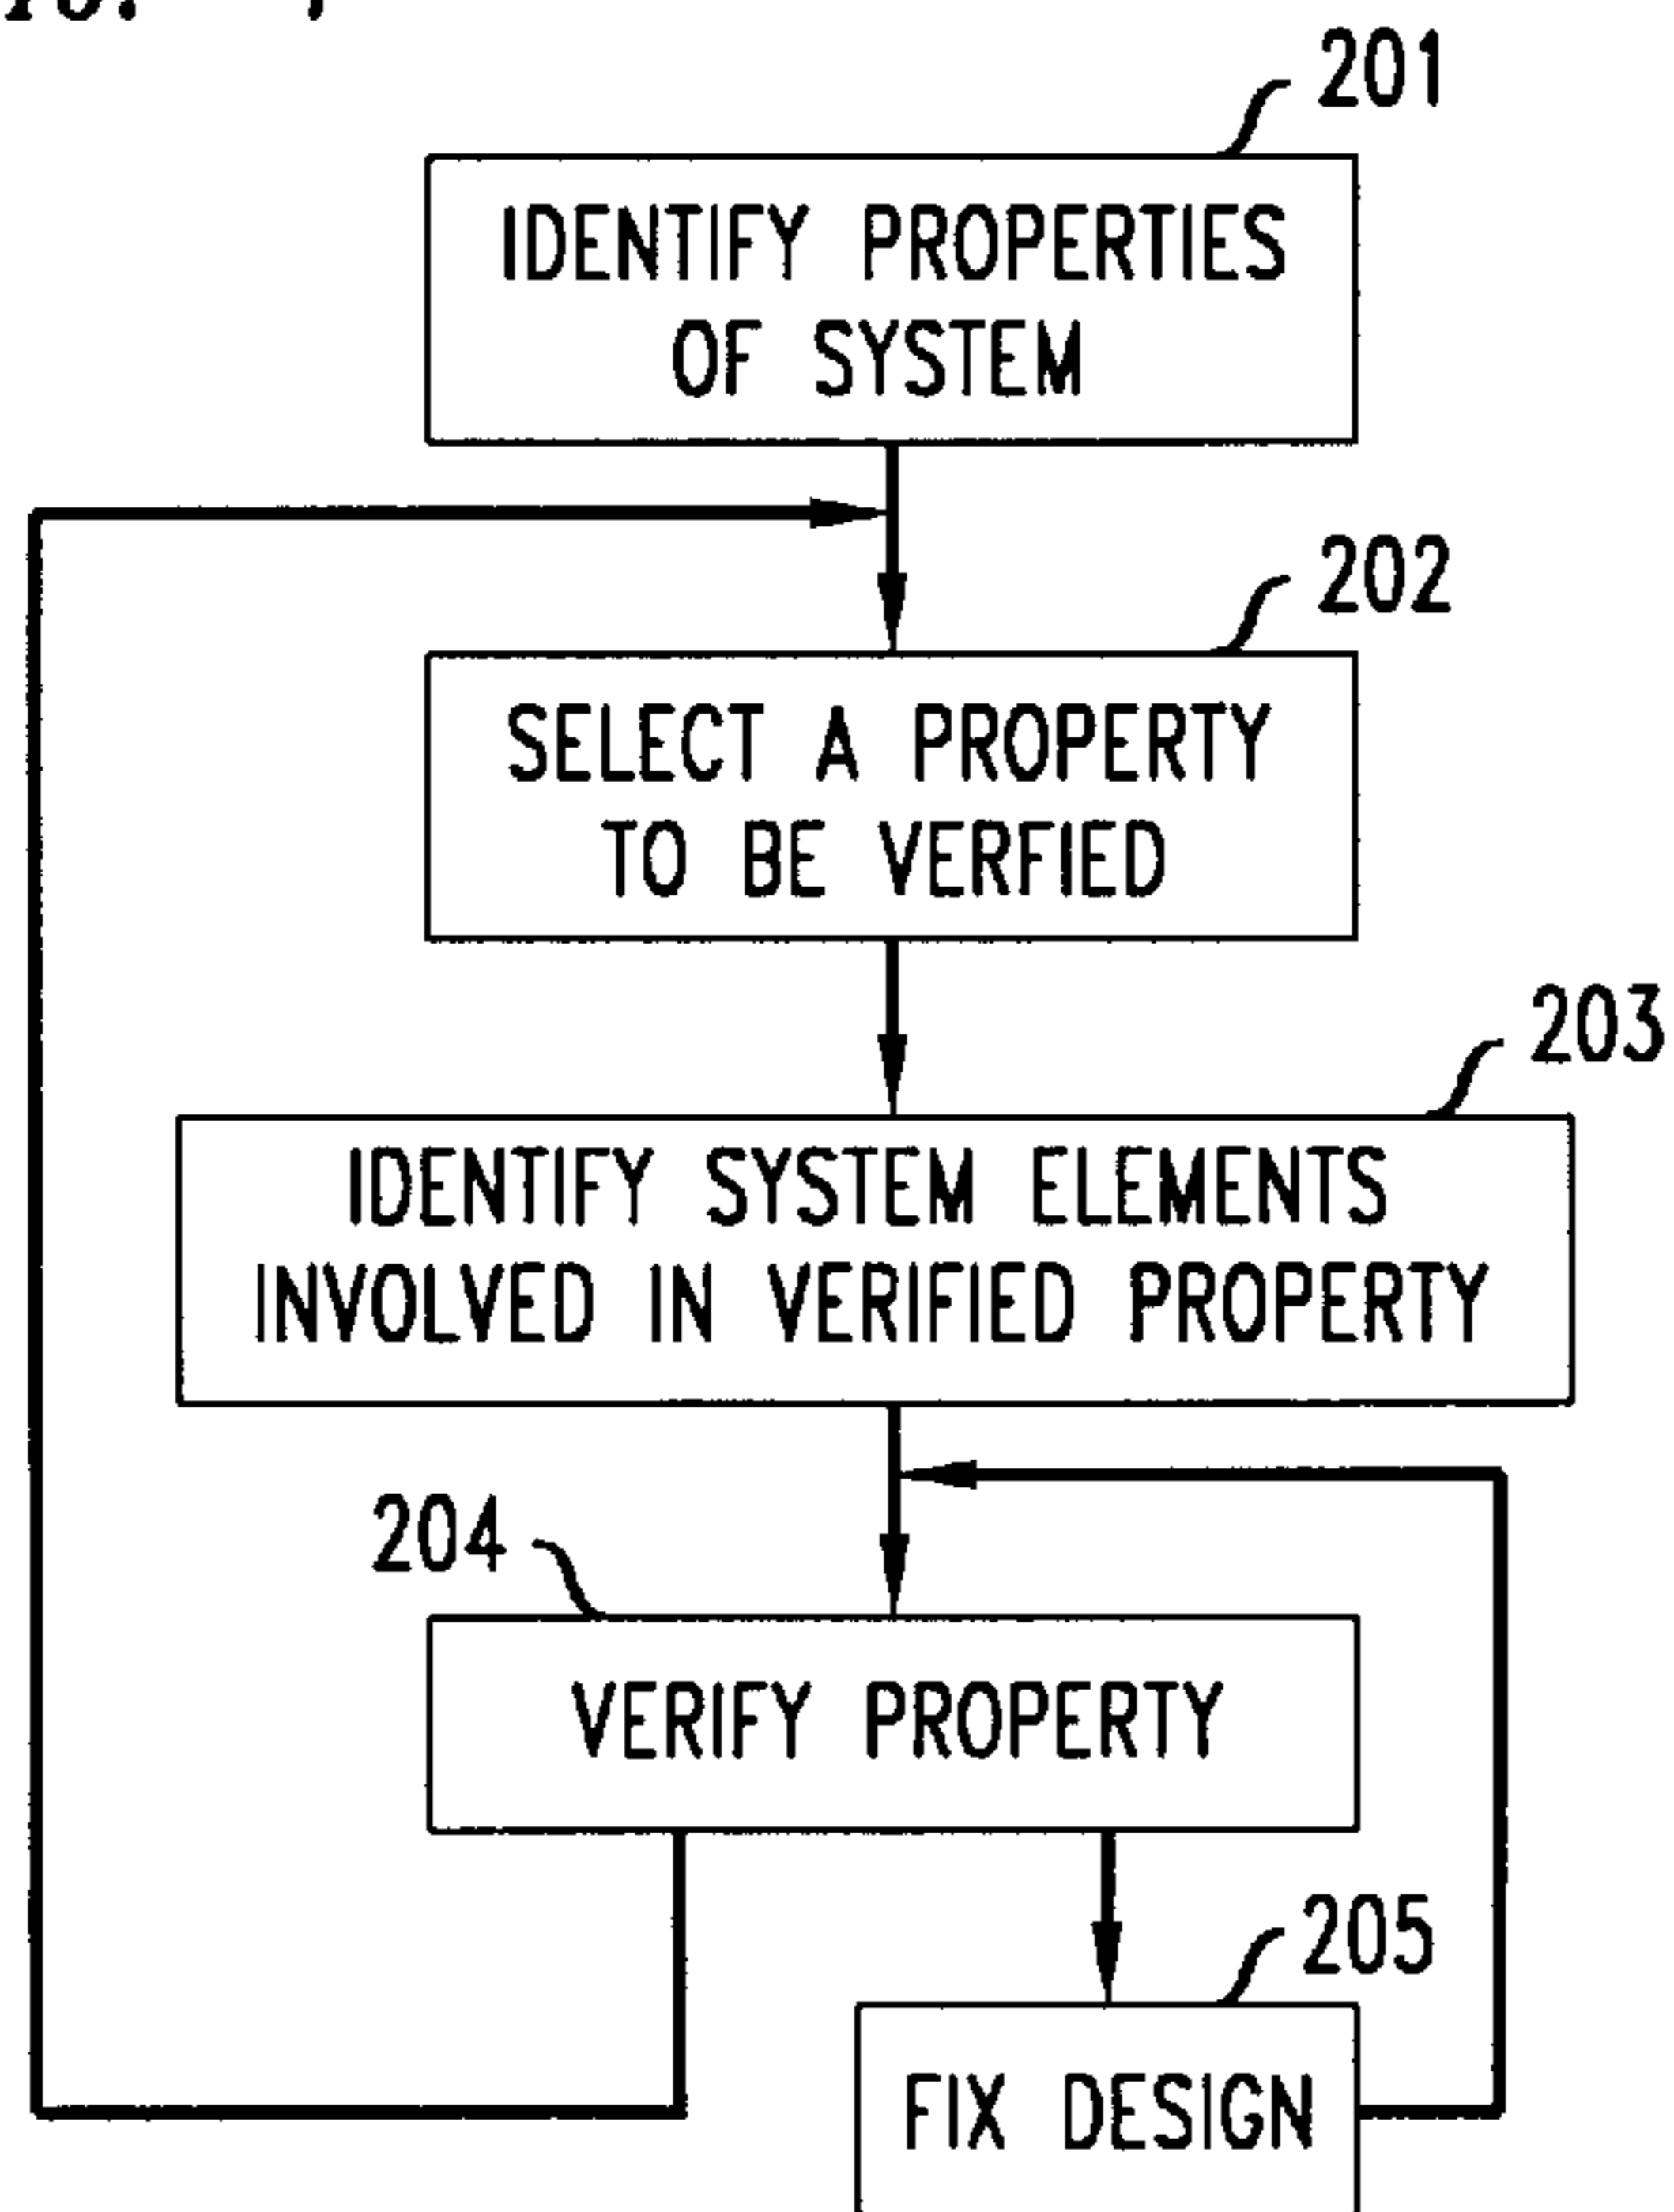 201
IDENTIFY PROPERTIES
OF SYSTEM
202
SELECT A PROPERTY
TO BE VERFIED
203
IDENTIFY SYSTEM ELEMENTS
INVOLVED IN VERIFIED PROPERTY
204
VERIFY PROPERTY
205
FIX DESIGN